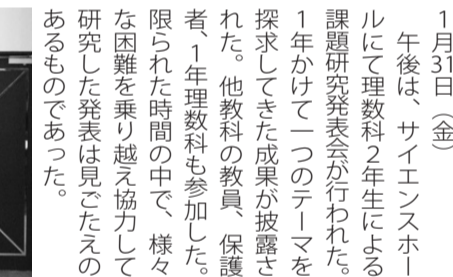 １月31日（金）
午後は、サイエンスホー
ルにて理数科２年生による
課題研究発表会が行われた。
１年かけて一つのテーマを
探求してきた成果が披露さ
れた。他教科の教員、保護
者、１年理数科も参加した。
限られた時間の中で、様々
な困難を乗り越え協力して
研究した発表は見ごたえの
あるものであった。